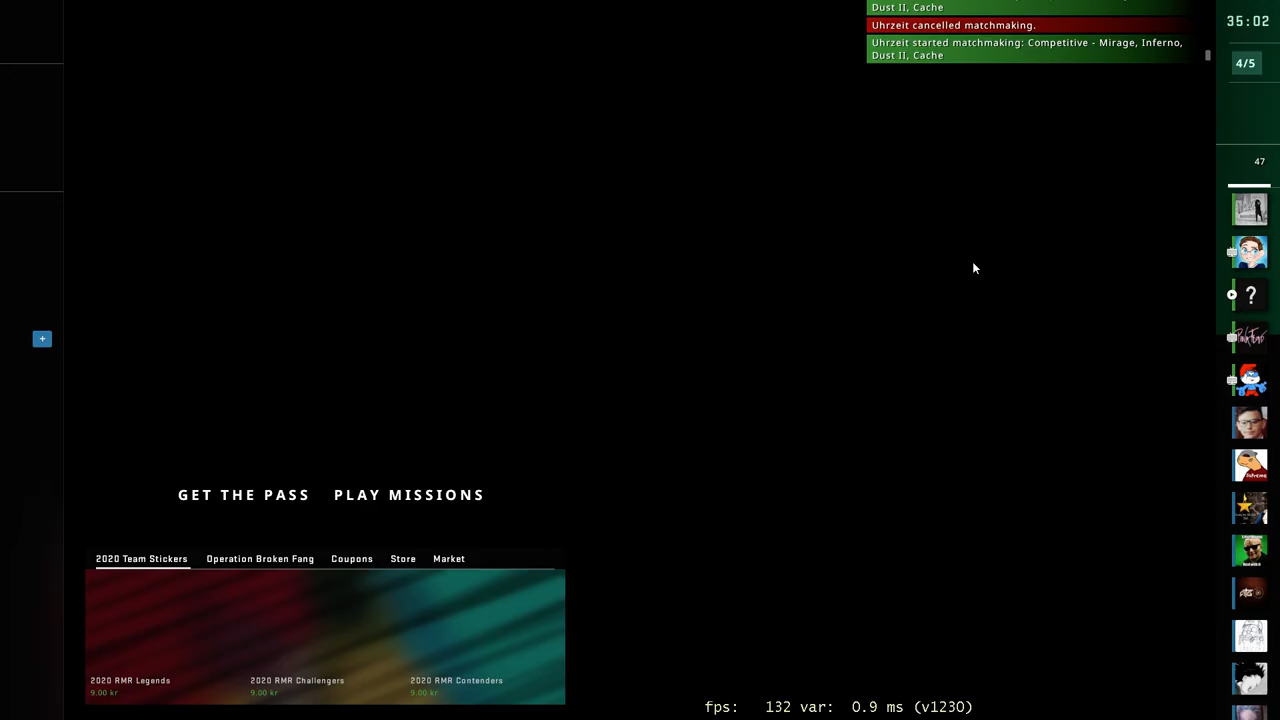 Dust II, Cache
Uhrzeit cancelled matchmaking.
Uhrzeit started matchmaking: Competitive - Mirage, Inferno,
Dust II, Cache
35:02
4/5
47
+
?
GET THE PASS PLAY MISSIONS
2020 Team Stickers Operation Broken Fang Coupons Store Market
2020 RMR Legends 2020 RMR Challengers 2020 RMR Contenders
9.00 kr 9.00 kr 9.00 kr
fps: 132 var: 0.9 ms (v1230)